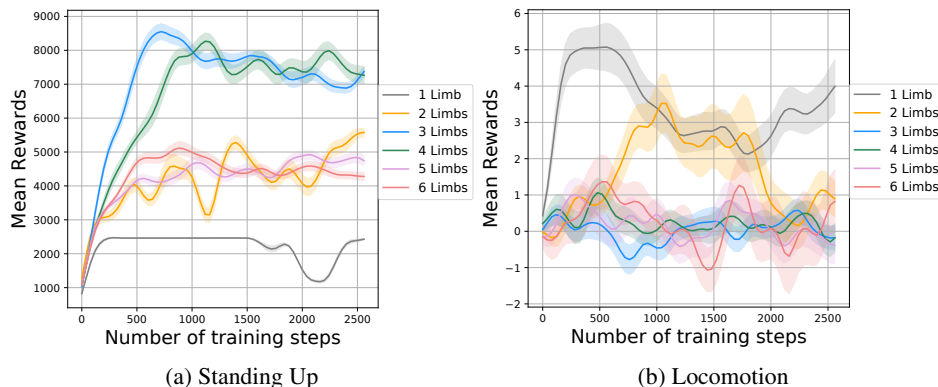 9000
8000
7000
6000
5000
4000
3000
2000
1000
Mean Rewards
0
500
1000
1500
2000
2500
Number of training steps
1 Limb
2 Limbs
3 Limbs
4 Limbs
5 Limbs
6 Limbs
(a) Standing Up
6
5
4
3
2
1
0
−1
−2
Mean Rewards
0
500
1000
1500
2000
2500
Number of training steps
1 Limb
2 Limbs
3 Limbs
4 Limbs
5 Limbs
6 Limbs
(b) Locomotion